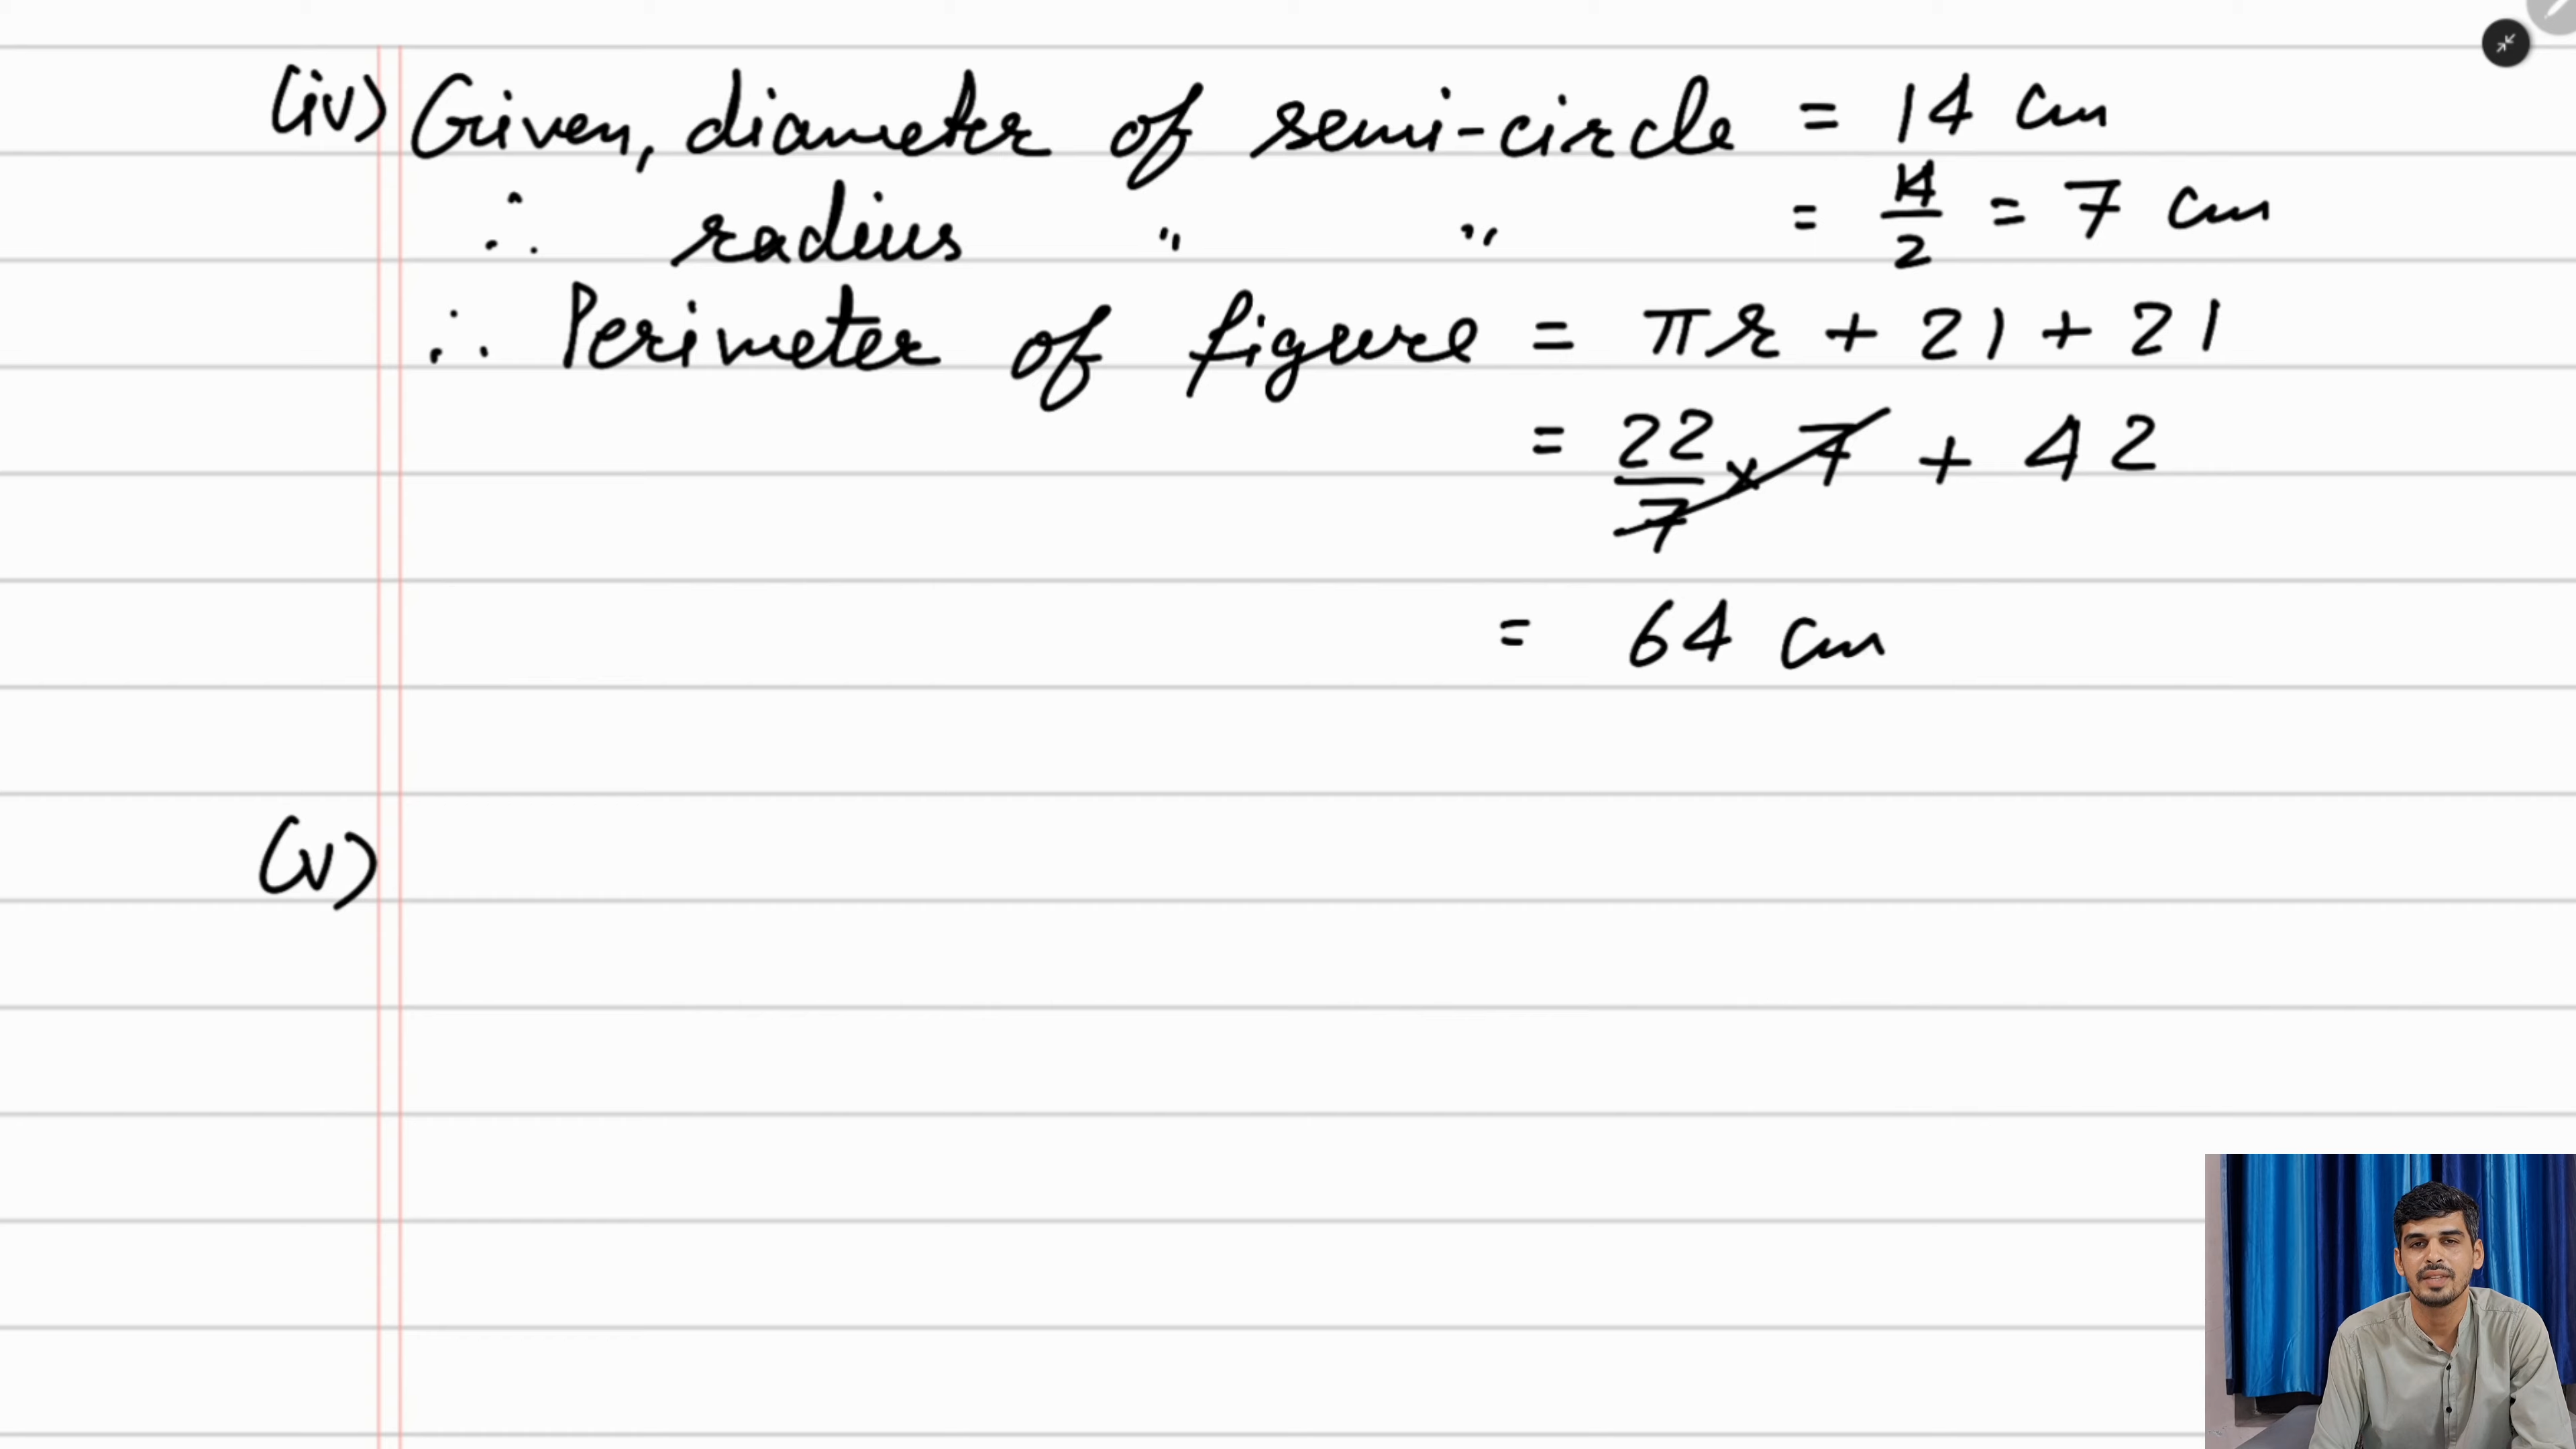 (iv) Given, diameter of semi-circle = 14 cm
∴ radius " " = 14/2 = 7 cm
∴ Perimeter of figure = πr + 21 + 21
= 22/7 × 7 + 42
= 64 cm
(v)